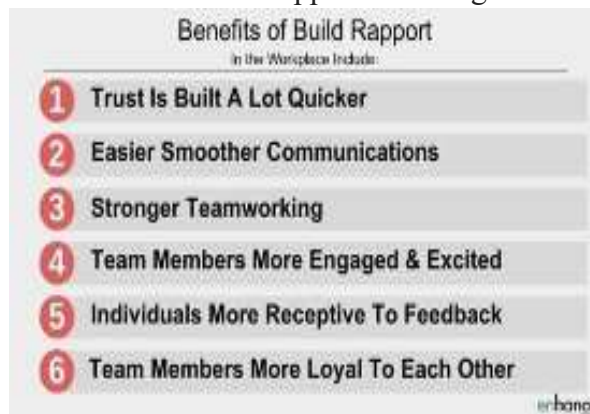 Benefits of Build Rapport
In the Workplace Include:
1 Trust Is Built A Lot Quicker
2 Easier Smoother Communications
3 Stronger Teamworking
4 Team Members More Engaged & Excited
5 Individuals More Receptive To Feedback
6 Team Members More Loyal To Each Other
enhanc